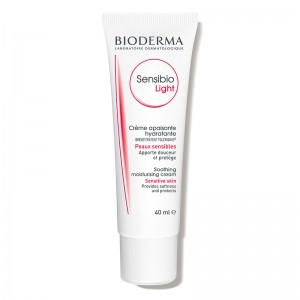 BIODERMA
LABORATOIRE DERMATOLOGIQUE
Sensibio
Light
Crème apaisante
hydratante
Peaux sensibles
Apporte douceur
et protège
Soothing
moisturising cream
Sensitive skin
Provides softness
and protects
40 ml ℮